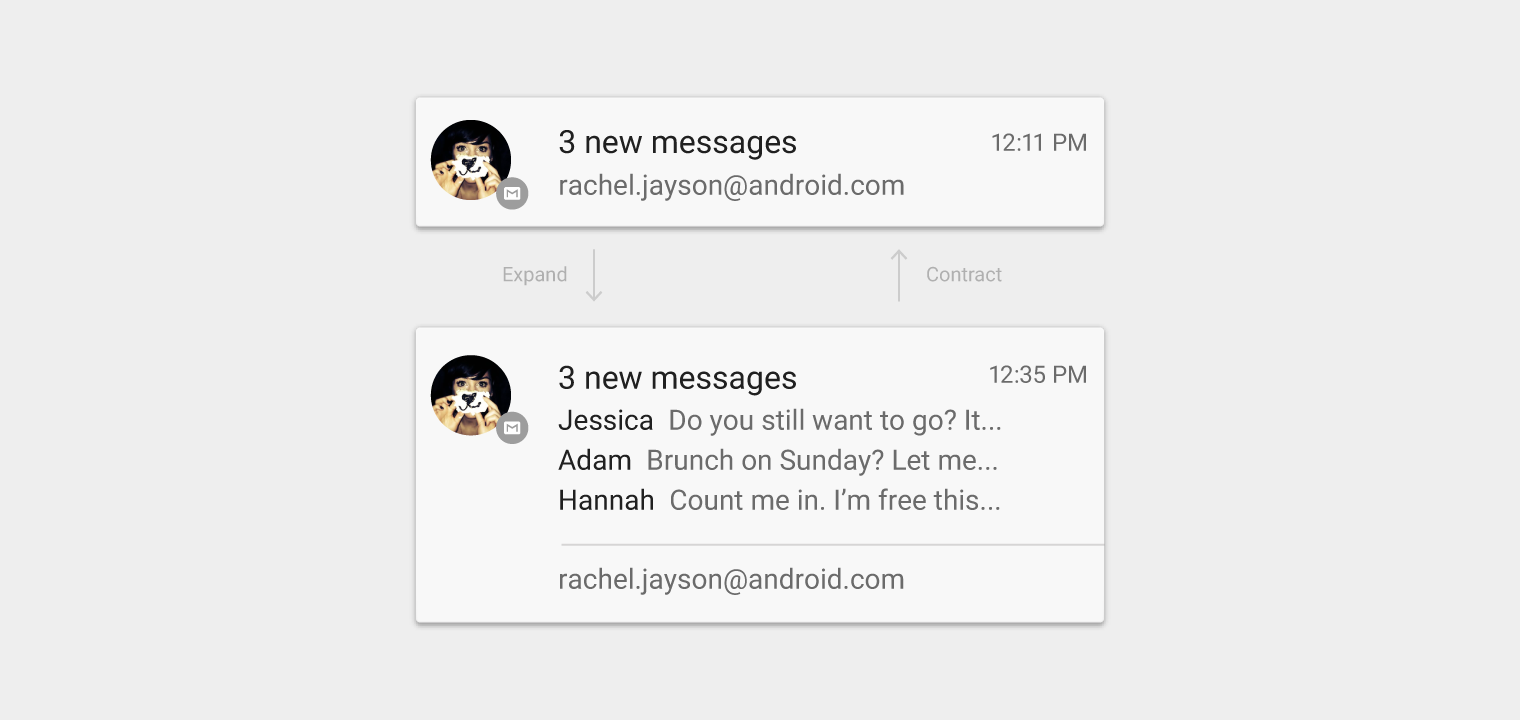 3 new messages 12:11 PM
rachel.jayson@android.com
Expand Contract
3 new messages 12:35 PM
Jessica Do you still want to go? It...
Adam Brunch on Sunday? Let me...
Hannah Count me in. I’m free this...
rachel.jayson@android.com